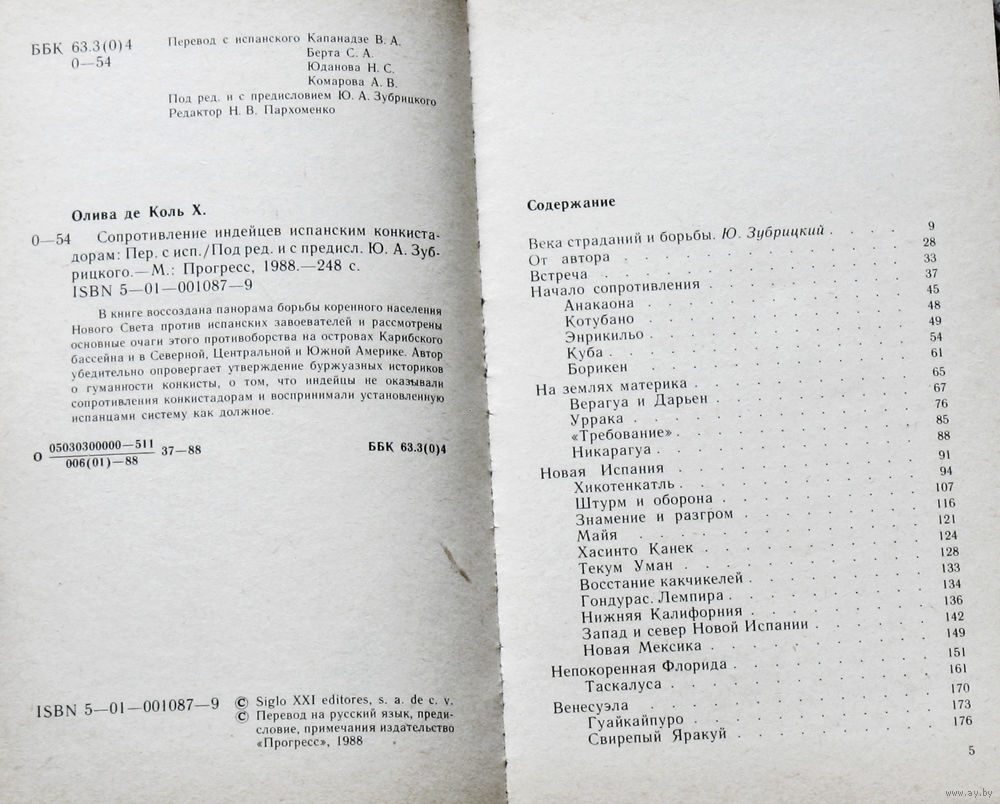 ББК 63.3(0)4
О—54
Перевод с испанского Капанадзе В. А.
Берта С. А.
Юданова Н. С.
Комарова А. В.
Под ред. и с предисловием Ю. А. Зубрицкого
Редактор Н. В. Пархоменко
Олива де Коль Х.
О—54 Сопротивление индейцев испанским конкиста-
дорам: Пер. с исп./Под ред. и с предисл. Ю. А. Зуб-
рицкого.—М.: Прогресс, 1988.—248 с.
ISBN 5—01—001087—9
В книге воссоздана панорама борьбы коренного населения
Нового Света против испанских завоевателей и рассмотрены
основные очаги этого противоборства на островах Карибского
бассейна и в Северной, Центральной и Южной Америке. Автор
убедительно опровергает утверждение буржуазных историков
о гуманности конкисты, о том, что индейцы не оказывали
сопротивления конкистадорам и воспринимали установленную
испанцами систему как должное.
О 05030300000—511
006(01)—88 37—88 ББК 63.3(0)4
ISBN 5—01—001087—9
© Siglo XXI editores, s. a. de c. v.
© Перевод на русский язык, преди-
словие, примечания издательство
«Прогресс», 1988
Содержание
Века страданий и борьбы. Ю. Зубрицкий . . . . 9
От автора . . . . 28
Встреча . . . . 33
Начало сопротивления . . . . 37
Анакаона . . . . 45
Котубано . . . . 48
Энрикильо . . . . 49
Куба . . . . 54
Борикен . . . . 61
На землях материка . . . . 65
Верагуа и Дарьен . . . . 67
Уррака . . . . 76
«Требование» . . . . 85
Никарагуа . . . . 88
Новая Испания . . . . 91
Хикотенкатль . . . . 94
Штурм и оборона . . . . 107
Знамение и разгром . . . . 116
Майя . . . . 121
Хасинто Канек . . . . 124
Текум Уман . . . . 128
Восстание какчикелей . . . . 133
Гондурас. Лемпира . . . . 134
Нижняя Калифорния . . . . 136
Запад и север Новой Испании . . . . 142
Новая Мексика . . . . 149
Непокоренная Флорида . . . . 151
Таскалуса . . . . 161
Венесуэла . . . . 170
Гуайкайпуро . . . . 173
Свирепый Яракуй . . . . 176
5
www.ay.by